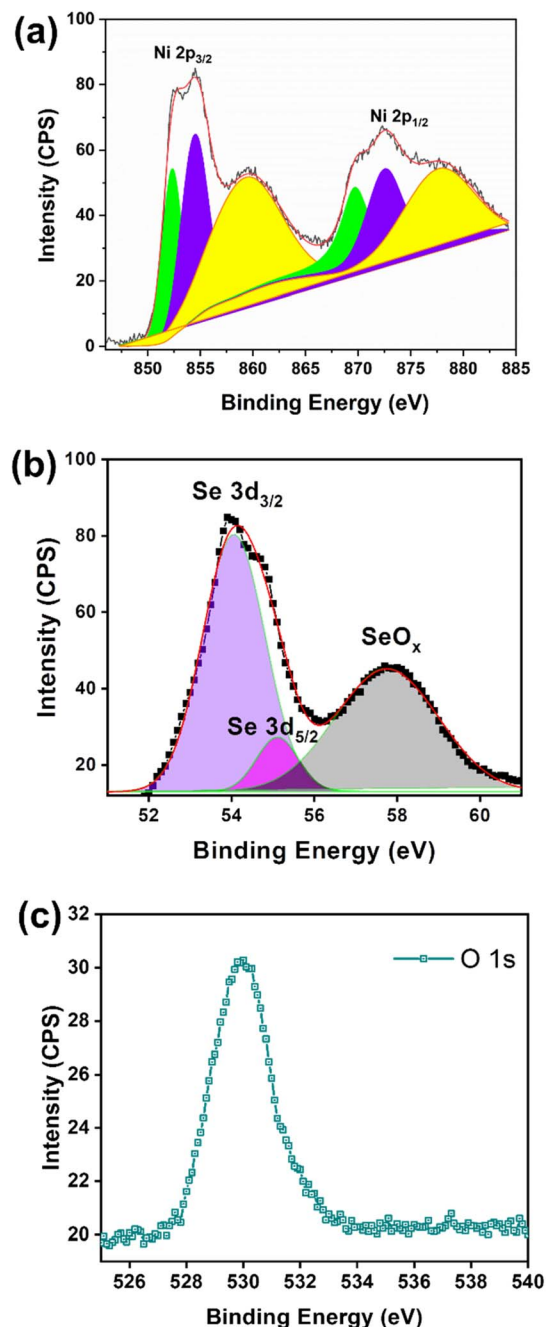 (a)
Ni 2p3/2
Ni 2p1/2
Intensity (CPS)
100
80
60
40
20
0
850 855 860 865 870 875 880 885
Binding Energy (eV)
(b)
Se 3d3/2
Se 3d5/2
SeOx
Intensity (CPS)
100
80
60
40
20
52 54 56 58 60
Binding Energy (eV)
(c)
O 1s
Intensity (CPS)
32
30
28
26
24
22
20
526 528 530 532 534 536 538 540
Binding Energy (eV)